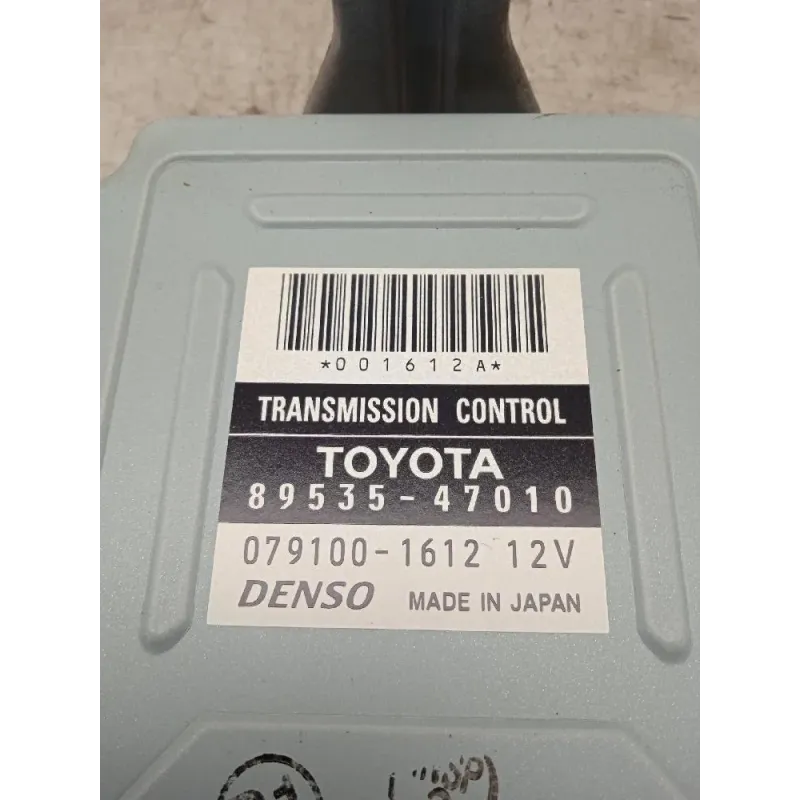 *001612A*
TRANSMISSION CONTROL
TOYOTA
89535-47010
079100-1612 12V
DENSO MADE IN JAPAN